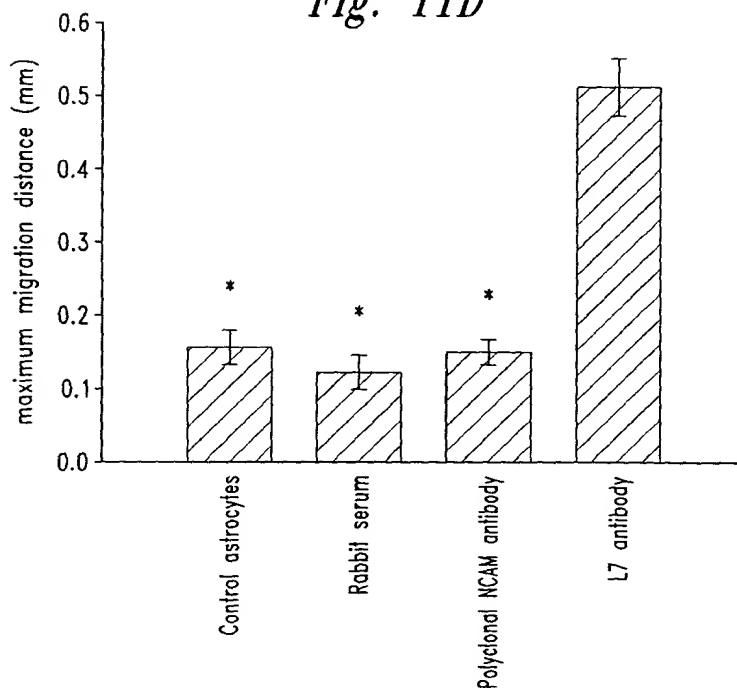 Fig. 11D
maximum migration distance (mm)
0.6
0.5
0.4
0.3
0.2
0.1
0.0
*
*
*
Control astrocytes
Rabbit serum
Polyclonal NCAM antibody
L7 antibody